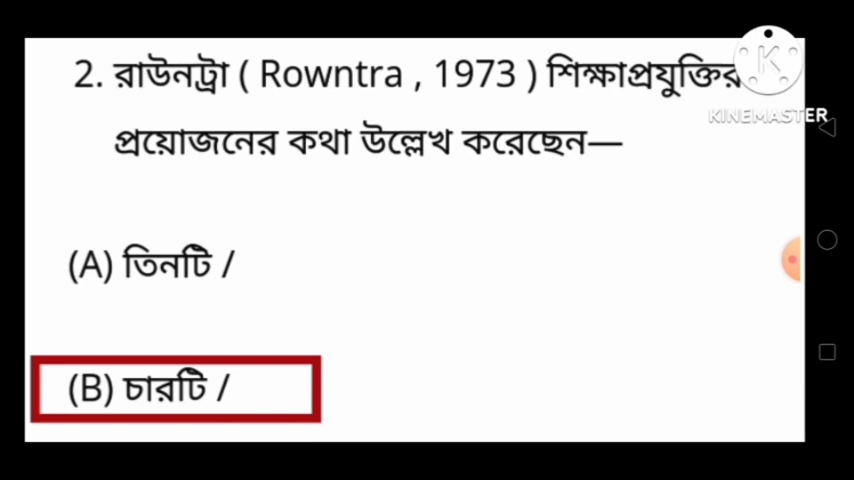 2. রাউনট্রা ( Rowntra , 1973 ) শিক্ষাপ্রযুক্তির
KINEMASTER
প্রয়োজনের কথা উল্লেখ করেছেন—
(A) তিনটি /
(B) চারটি /